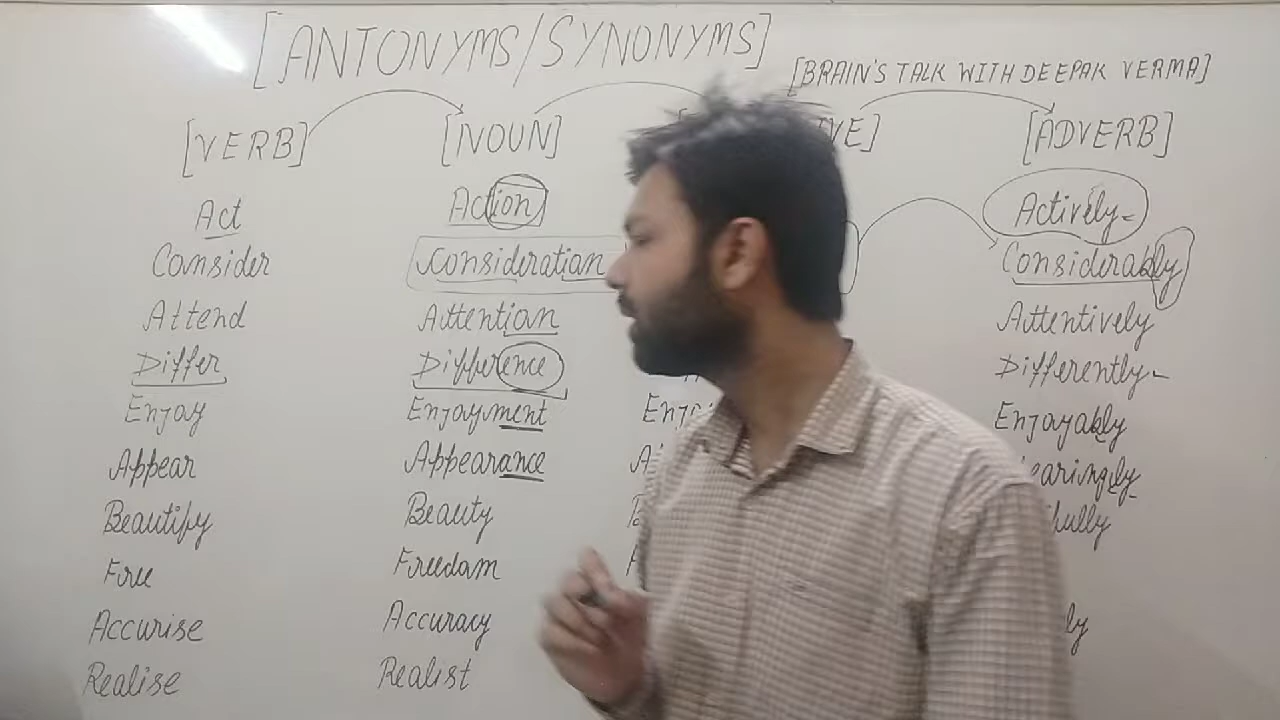 [ANTONYMS/SYNONYMS]
[BRAIN'S TALK WITH DEEPAK VERMA]
[VERB] [NOUN] [ADVERB]
Act Action Actively
Consider Consideration Considerably
Attend Attention Attentively
Differ Difference Differently
Enjoy Enjoyment Enjoyably
Appear Appearance
Beautify Beauty
Free Freedom
Accurise Accuracy
Realise Realist